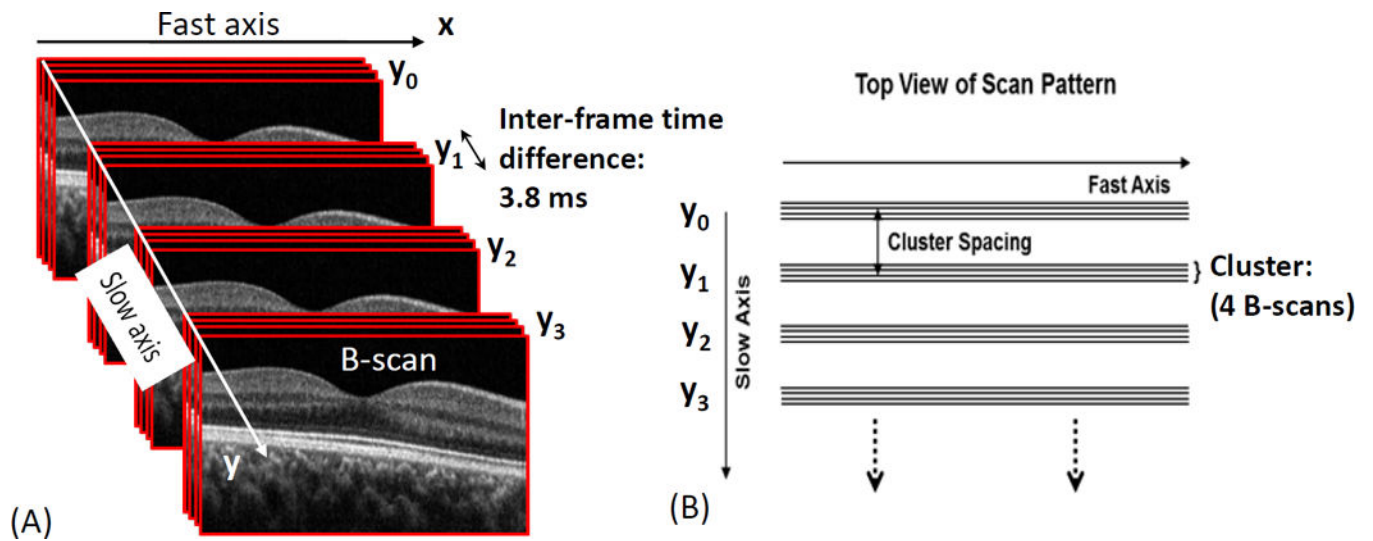 Fast axis
x
y0
y1
Inter-frame time
difference:
3.8 ms
y2
y3
Slow axis
B-scan
y
(A)
Top View of Scan Pattern
Fast Axis
y0
Cluster Spacing
y1
Cluster:
(4 B-scans)
y2
y3
Slow Axis
(B)